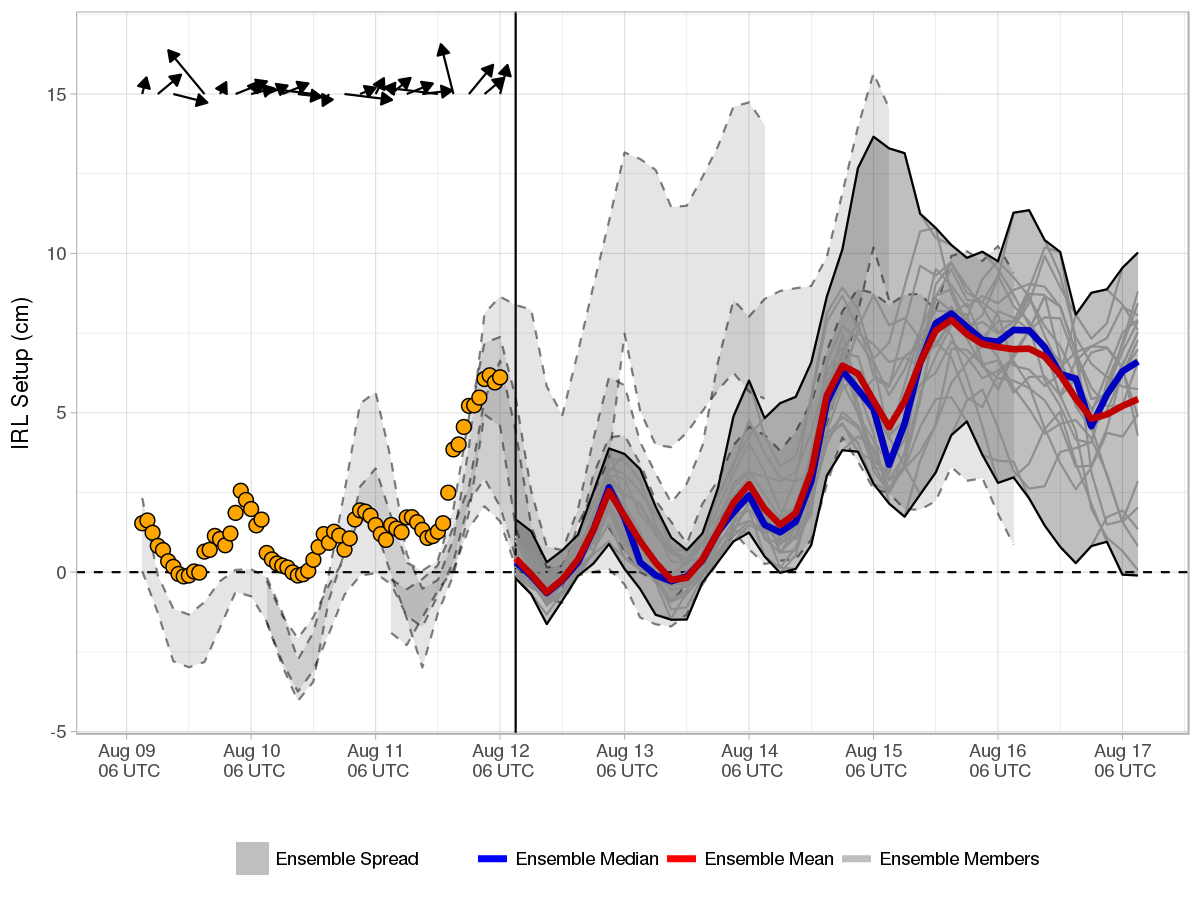 IRL Setup (cm)
15
10
5
0
-5
Aug 09
06 UTC
Aug 10
06 UTC
Aug 11
06 UTC
Aug 12
06 UTC
Aug 13
06 UTC
Aug 14
06 UTC
Aug 15
06 UTC
Aug 16
06 UTC
Aug 17
06 UTC
Ensemble Spread
Ensemble Median
Ensemble Mean
Ensemble Members